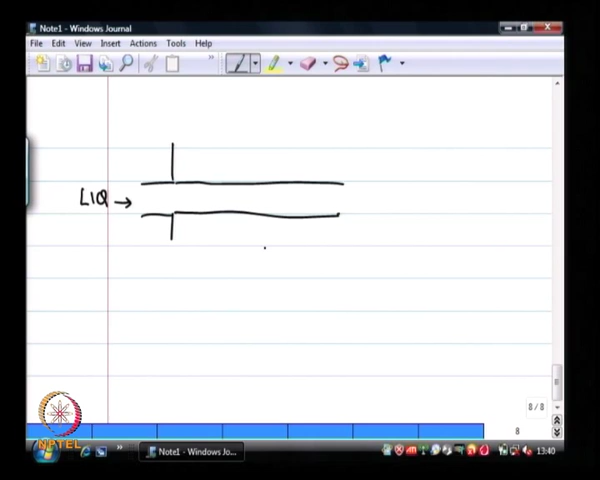 Note1 - Windows Journal
File Edit View Insert Actions Tools Help
LIQ →
8 / 8
8
NPTEL
Note1 - Windows Jo...
13:40